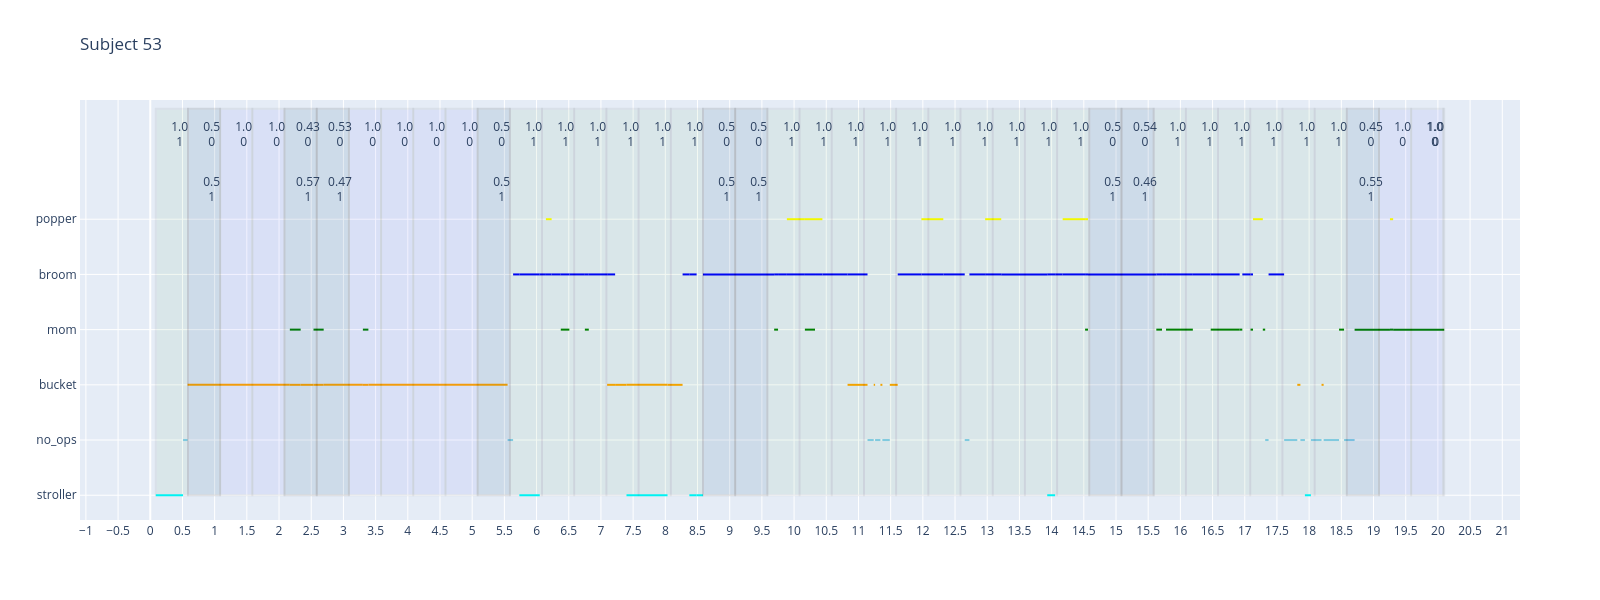 Subject 53
1.0 0.5 1.0 1.0 0.43 0.53 1.0 1.0 1.0 1.0 0.5 1.0 1.0 1.0 1.0 1.0 1.0 0.5 0.5 1.0 1.0 1.0 1.0 1.0 1.0 1.0 1.0 1.0 1.0 0.5 0.54 1.0 1.0 1.0 1.0 1.0 1.0 0.45 1.0 1.0
1 0 0 0 0 0 0 0 0 0 0 1 1 1 1 1 1 0 0 1 1 1 1 1 1 1 1 1 1 0 0 1 1 1 1 1 1 0 0 0
0.5 0.57 0.47 0.5 0.5 0.5 0.5 0.46 0.55
1 1 1 1 1 1 1 1 1
popper
broom
mom
bucket
no_ops
stroller
−1 −0.5 0 0.5 1 1.5 2 2.5 3 3.5 4 4.5 5 5.5 6 6.5 7 7.5 8 8.5 9 9.5 10 10.5 11 11.5 12 12.5 13 13.5 14 14.5 15 15.5 16 16.5 17 17.5 18 18.5 19 19.5 20 20.5 21